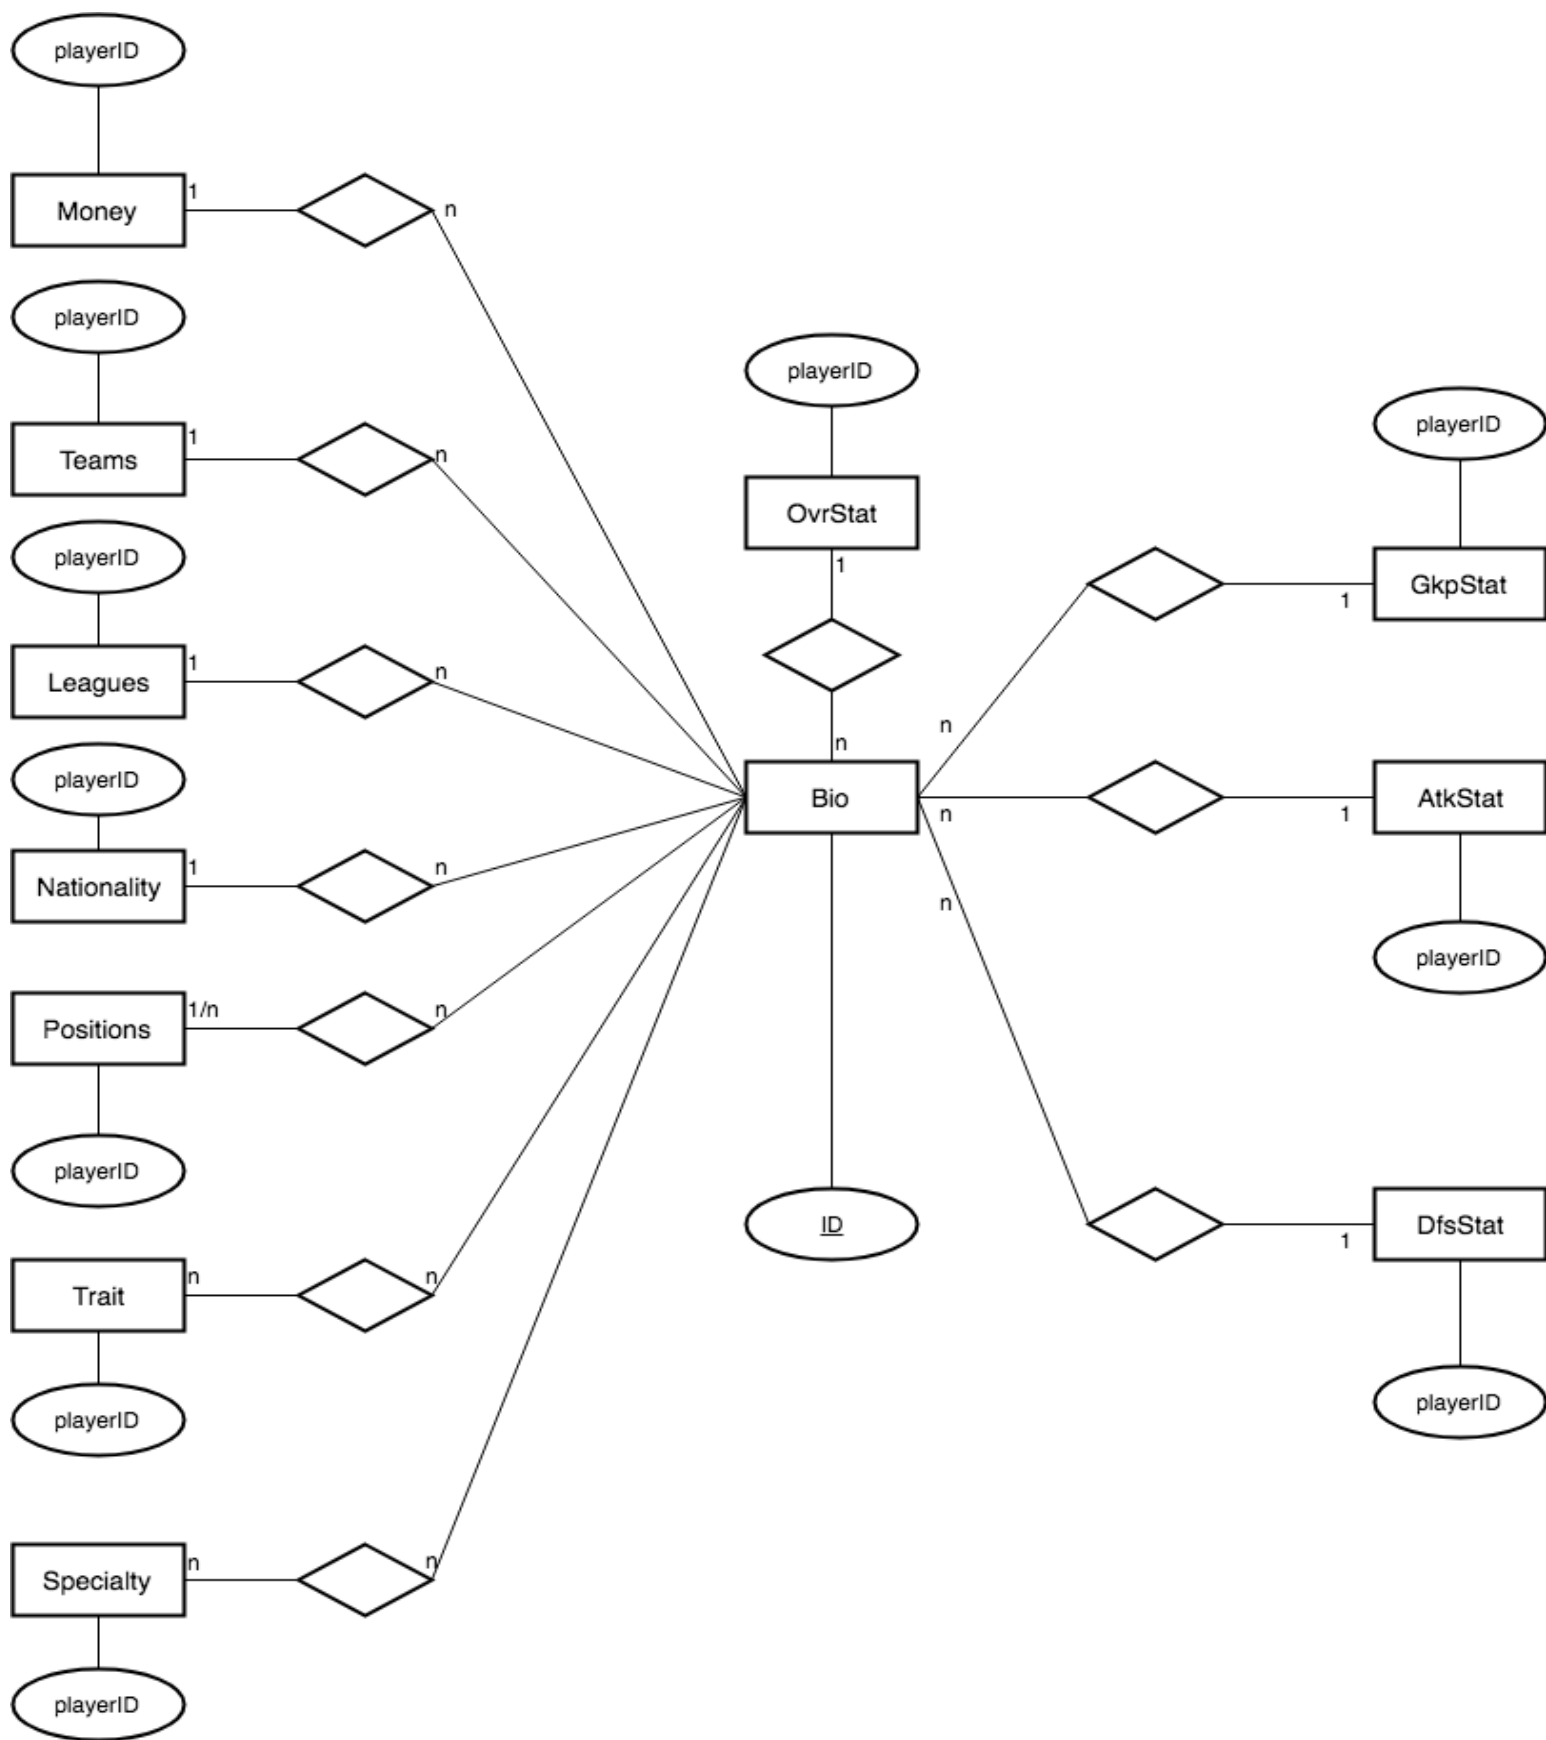 playerID
Money
1
n
playerID
Teams
1
n
playerID
Leagues
1
n
playerID
Nationality
1
n
Positions
1/n
n
playerID
Trait
n
n
playerID
Specialty
n
n
playerID
playerID
OvrStat
1
n
Bio
ID
playerID
GkpStat
1
n
AtkStat
1
n
playerID
n
DfsStat
1
playerID